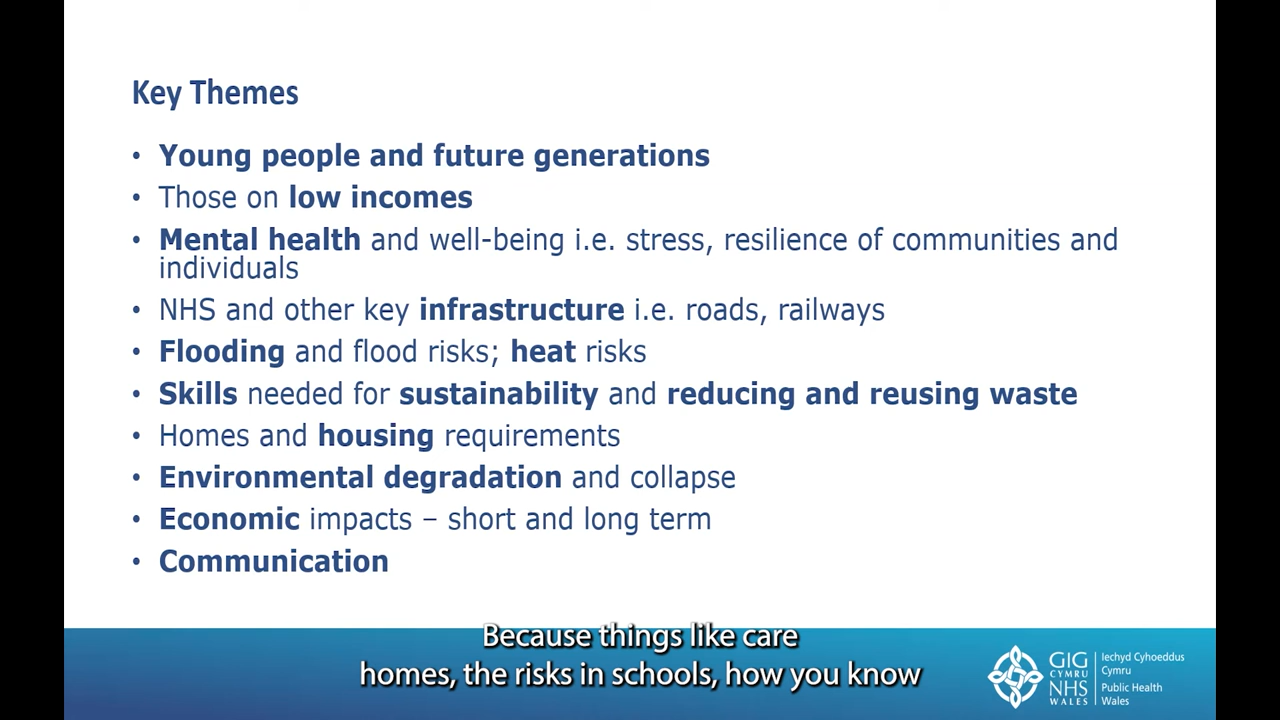 Key Themes
• Young people and future generations
• Those on low incomes
• Mental health and well-being i.e. stress, resilience of communities and
individuals
• NHS and other key infrastructure i.e. roads, railways
• Flooding and flood risks; heat risks
• Skills needed for sustainability and reducing and reusing waste
• Homes and housing requirements
• Environmental degradation and collapse
• Economic impacts – short and long term
• Communication
Because things like care
homes, the risks in schools, how you know
GIG
CYMRU
NHS
WALES
Iechyd Cyhoeddus
Cymru
Public Health
Wales